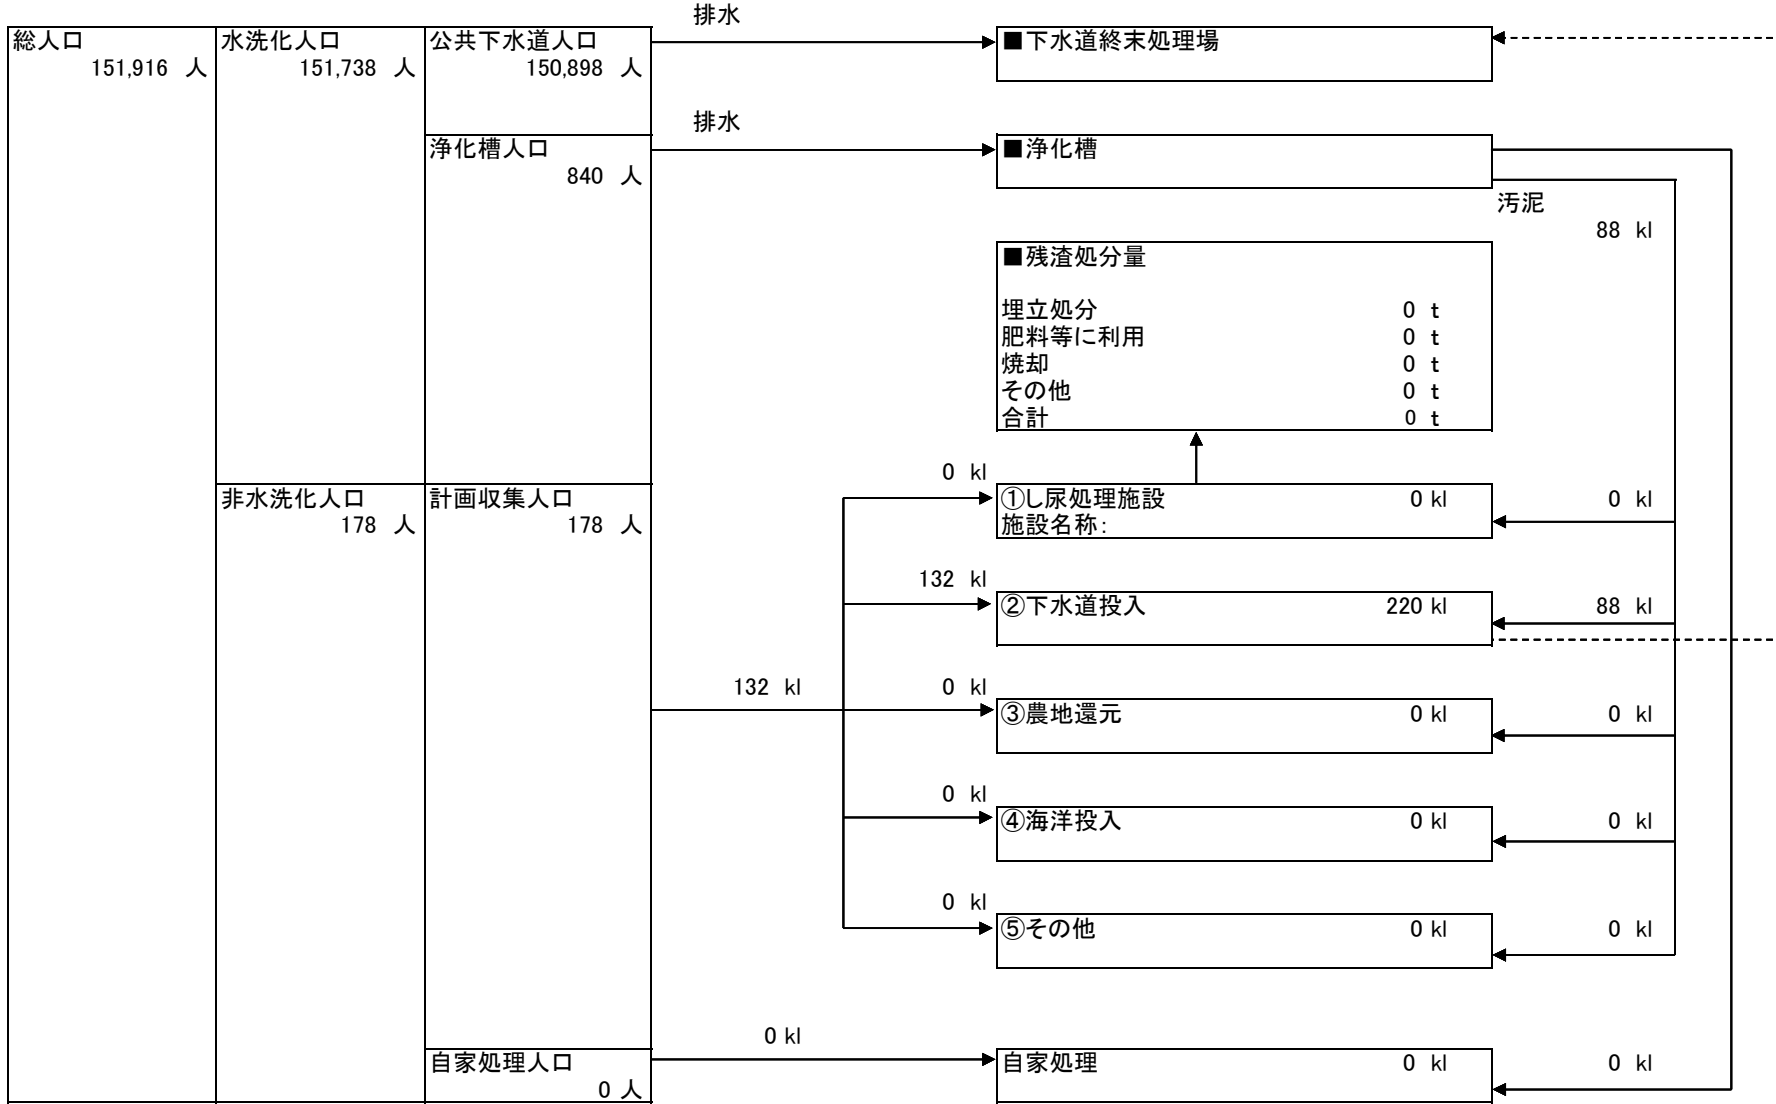 排水
総人口 水洗化人口 公共下水道人口 ■下水道終末処理場
151,916 人 151,738 人 150,898 人
排水
浄化槽人口 ■浄化槽
840 人
汚泥
88 kl
■残渣処分量
埋立処分 0 t
肥料等に利用 0 t
焼却 0 t
その他 0 t
合計 0 t
0 kl
非水洗化人口 計画収集人口 ①し尿処理施設 0 kl 0 kl
178 人 178 人 施設名称:
132 kl
②下水道投入 220 kl 88 kl
132 kl 0 kl
③農地還元 0 kl 0 kl
0 kl
④海洋投入 0 kl 0 kl
0 kl
⑤その他 0 kl 0 kl
0 kl
自家処理人口 自家処理 0 kl 0 kl
0 人